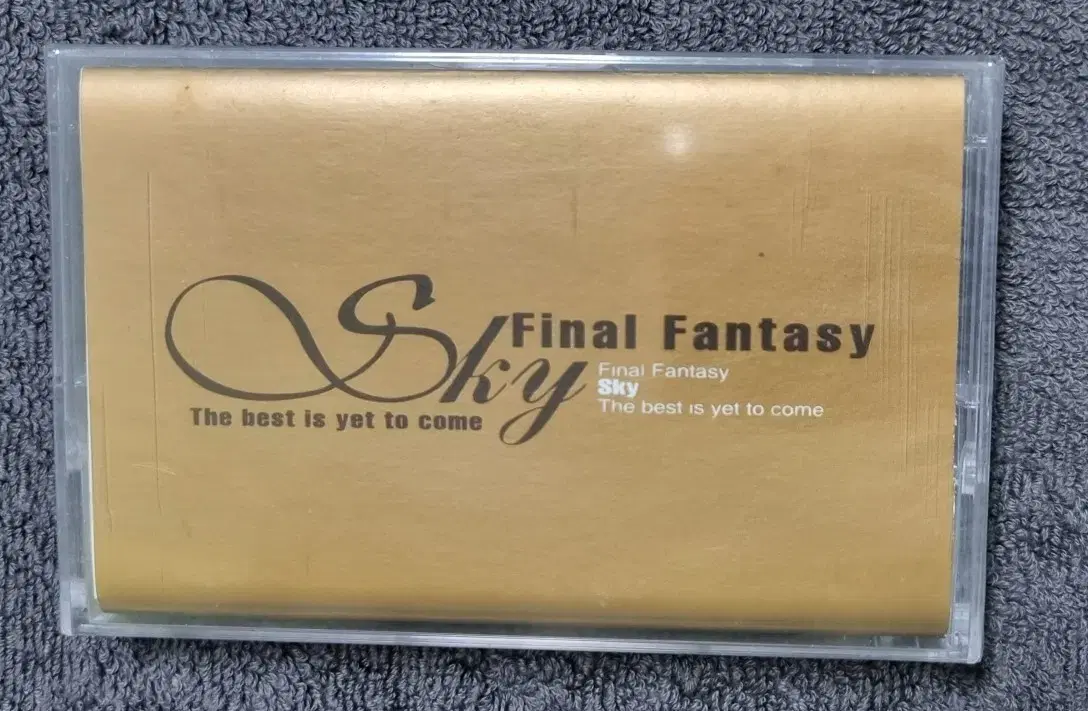 Sky
Final Fantasy
The best is yet to come
Final Fantasy
Sky
The best is yet to come